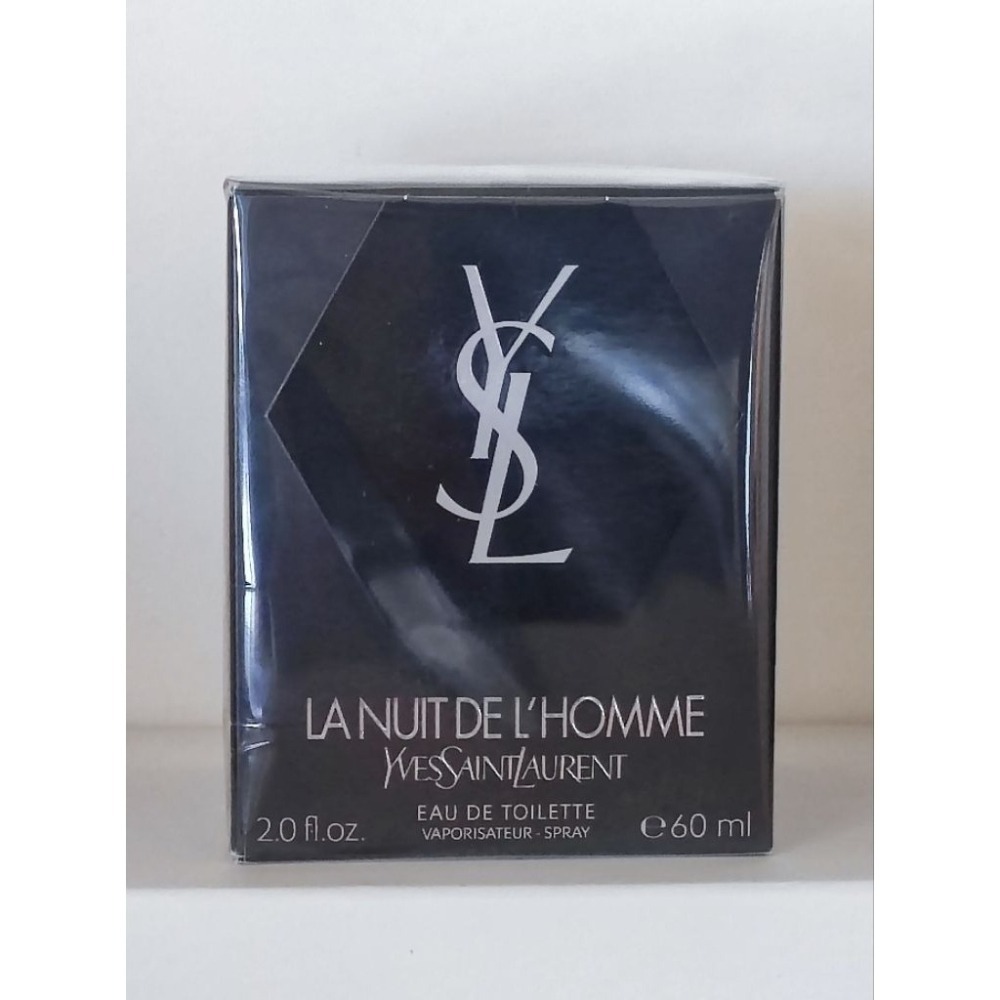 YSL
LA NUIT DE L'HOMME
YVESSAINTLAURENT
EAU DE TOILETTE
VAPORISATEUR - SPRAY
2.0 fl.oz.
℮60 ml